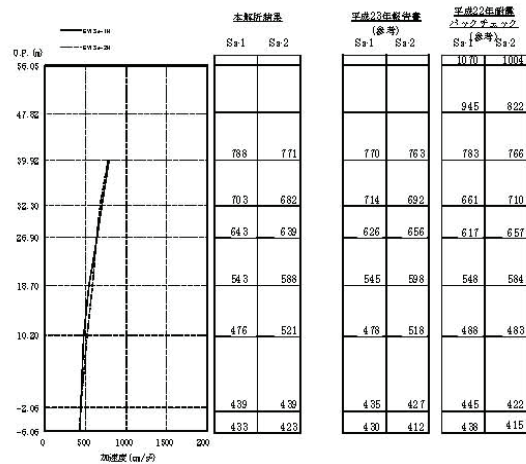 本解析結果
Ss-1 Ss-2
平成23年報告書
(参考)
Ss-1 Ss-2
平成22年耐震
バックチェック
(参考)
Ss-1 Ss-2
EW Ss-1H
EW Ss-2H
O.P. (m)
56.05 1070 1004
47.82 945 822
39.92 788 771 770 763 783 766
32.30 703 682 714 692 661 710
26.90 643 639 626 656 617 657
18.70 543 588 545 598 548 584
10.20 476 521 478 518 488 483
-2.06 439 439 435 427 445 422
-6.06 433 423 430 412 438 415
0 500 1000 1500 200
加速度(cm/s²)